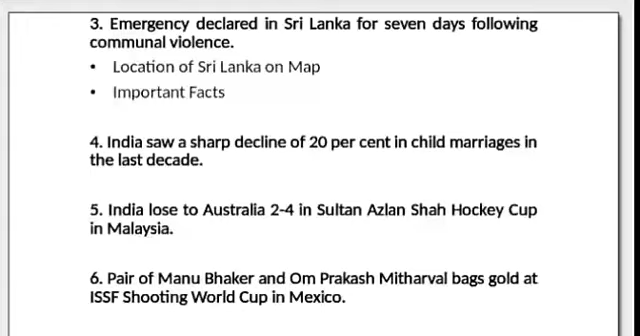 3. Emergency declared in Sri Lanka for seven days following
communal violence.
• Location of Sri Lanka on Map
• Important Facts
4. India saw a sharp decline of 20 per cent in child marriages in
the last decade.
5. India lose to Australia 2-4 in Sultan Azlan Shah Hockey Cup
in Malaysia.
6. Pair of Manu Bhaker and Om Prakash Mitharval bags gold at
ISSF Shooting World Cup in Mexico.